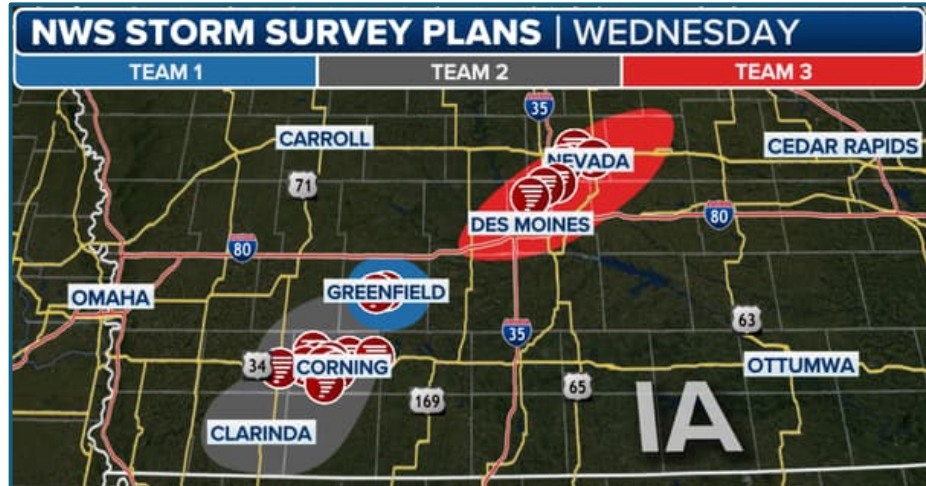 NWS STORM SURVEY PLANS | WEDNESDAY
TEAM 1 TEAM 2 TEAM 3
35
CARROLL
NEVADA
CEDAR RAPIDS
71
DES MOINES
80
80
GREENFIELD
OMAHA
63
35
34
CORNING
OTTUMWA
65
169
IA
CLARINDA